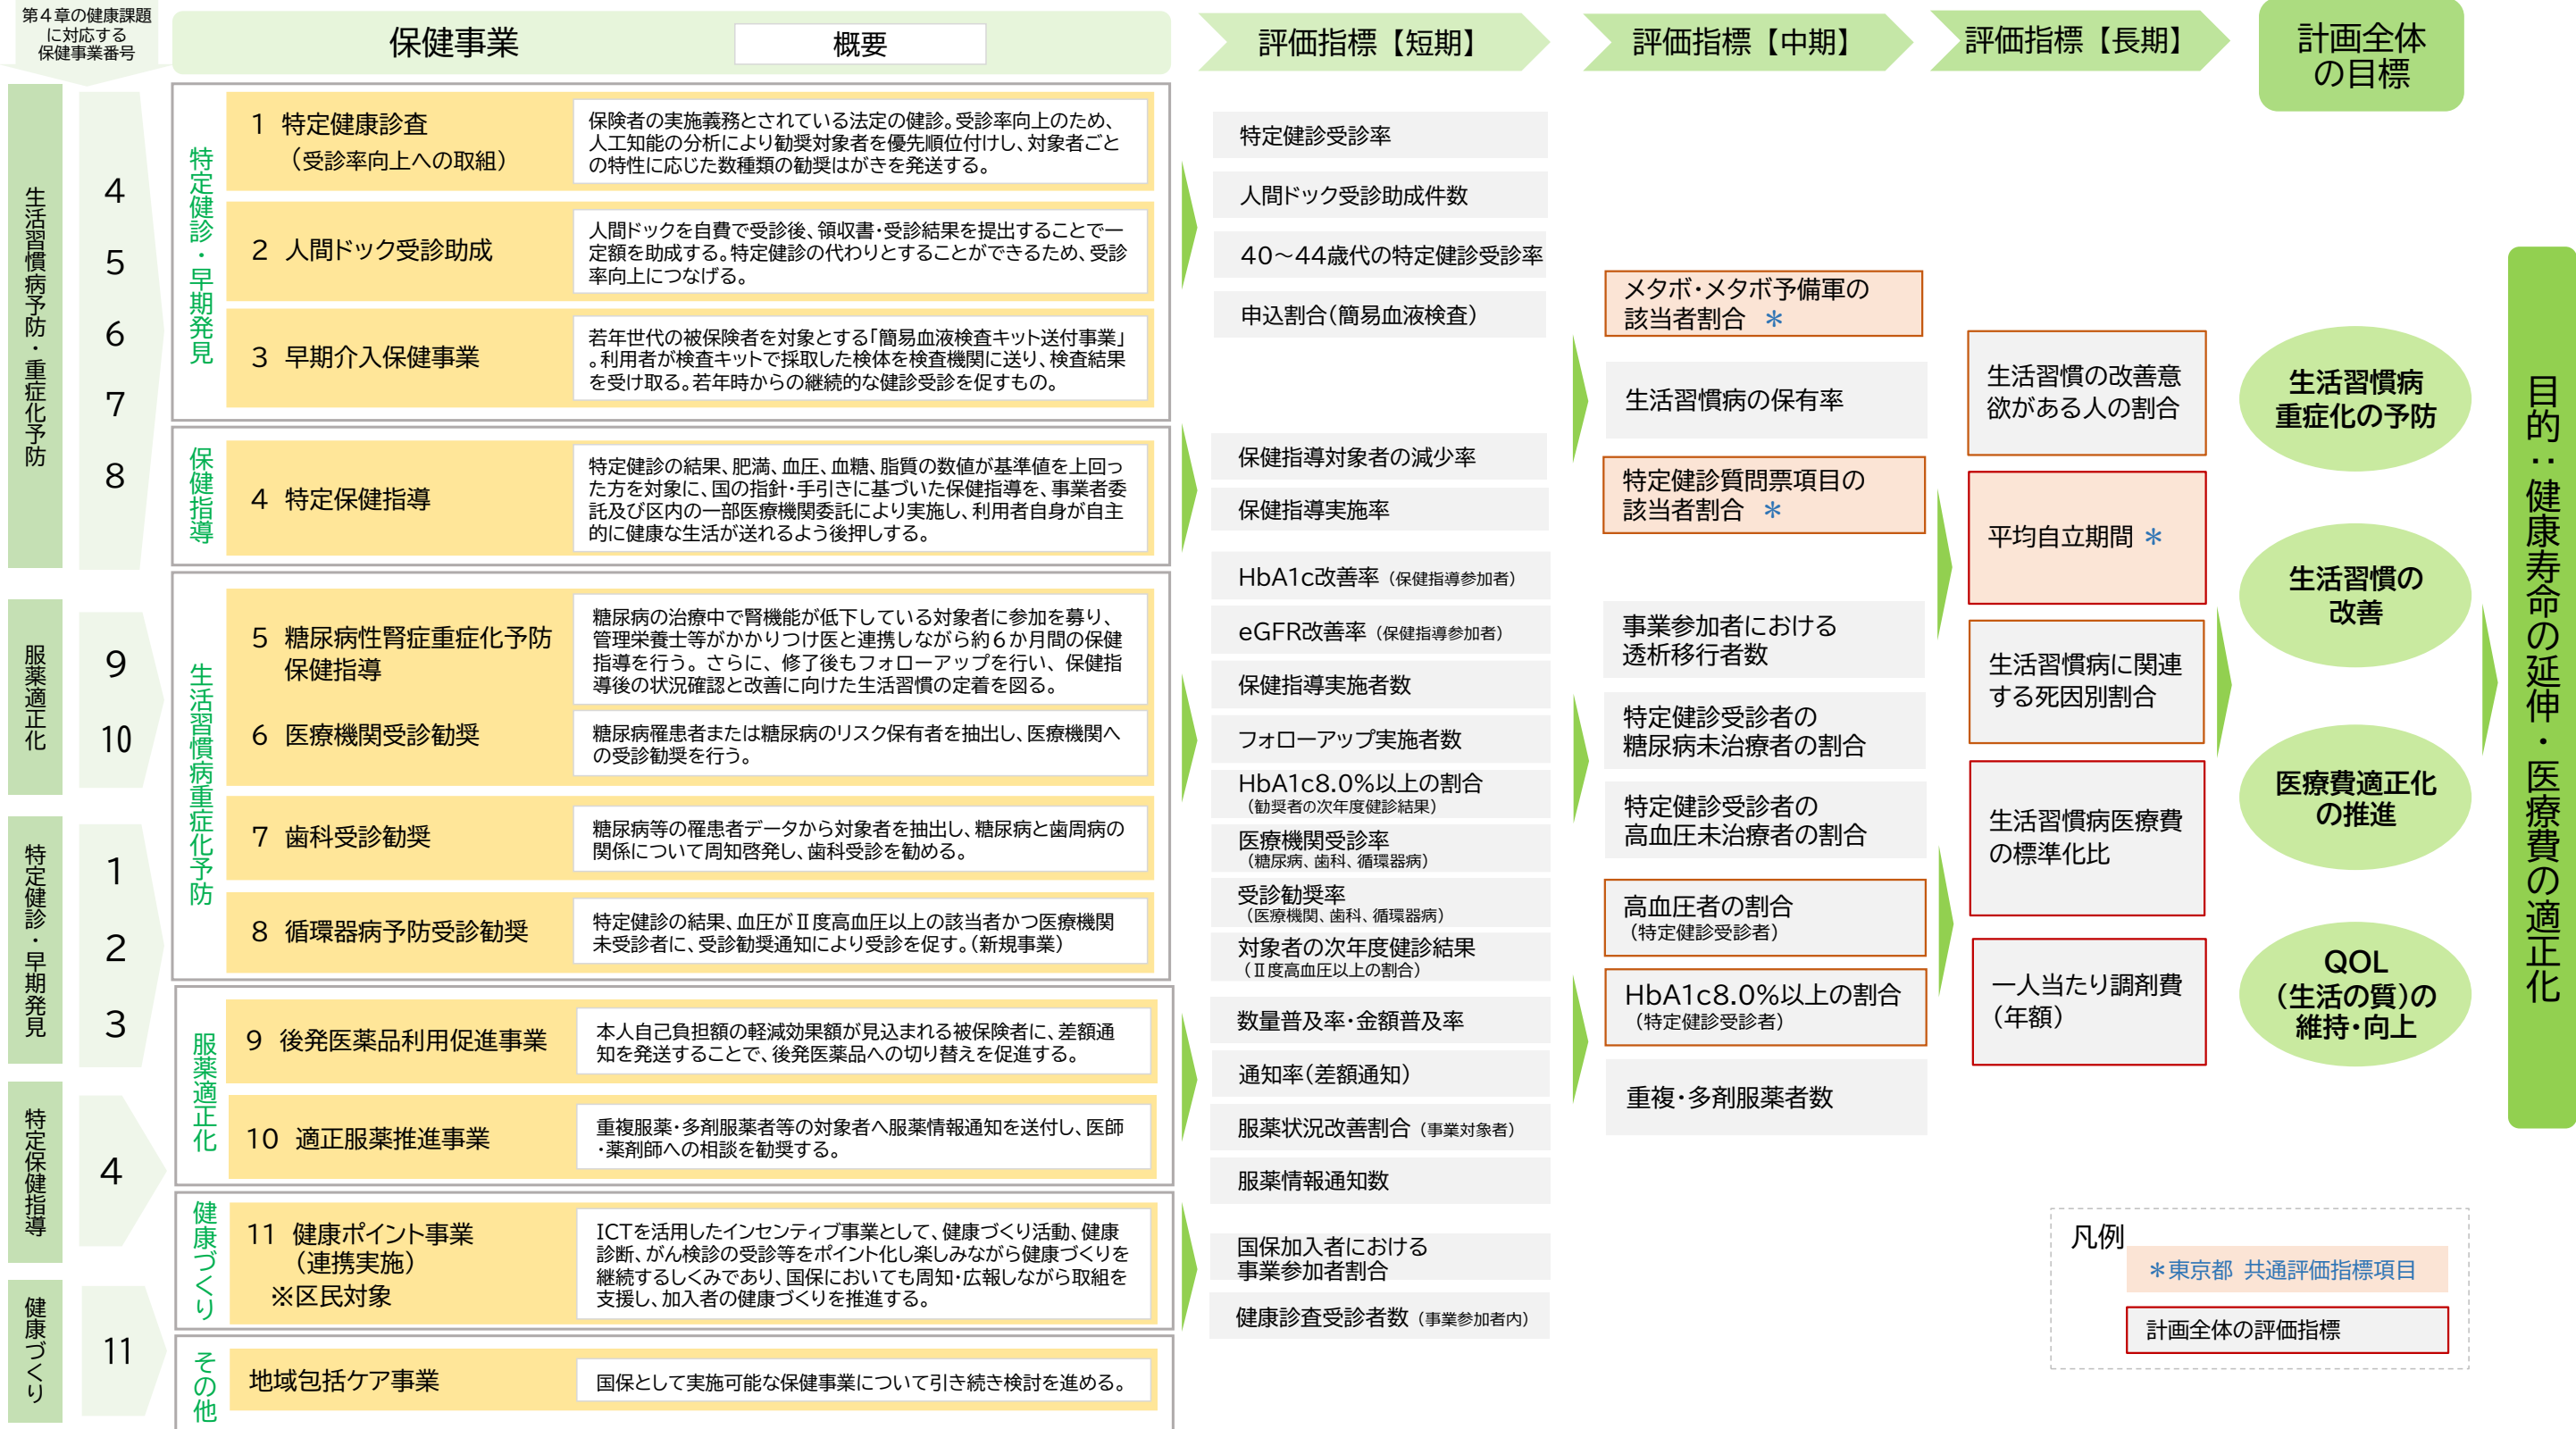 第4章の健康課題
に対応する
保健事業番号
保健事業
概要
評価指標【短期】
評価指標【中期】
評価指標【長期】
計画全体
の目標
生活習慣病予防・重症化予防
4
5
6
7
8
服薬適正化
9
10
特定健診・早期発見
1
2
3
特定保健指導
4
健康づくり
11
特定健診・早期発見
1 特定健康診査
（受診率向上への取組）
保険者の実施義務とされている法定の健診。受診率向上のため、
人工知能の分析により勧奨対象者を優先順位付けし、対象者ごと
の特性に応じた数種類の勧奨はがきを発送する。
2 人間ドック受診助成
人間ドックを自費で受診後、領収書・受診結果を提出することで一
定額を助成する。特定健診の代わりとすることができるため、受診
率向上につなげる。
3 早期介入保健事業
若年世代の被保険者を対象とする「簡易血液検査キット送付事業」
。利用者が検査キットで採取した検体を検査機関に送り、検査結果
を受け取る。若年時からの継続的な健診受診を促すもの。
保健指導
4 特定保健指導
特定健診の結果、肥満、血圧、血糖、脂質の数値が基準値を上回っ
た方を対象に、国の指針・手引きに基づいた保健指導を、事業者委
託及び区内の一部医療機関委託により実施し、利用者自身が自主
的に健康な生活が送れるよう後押しする。
生活習慣病重症化予防
5 糖尿病性腎症重症化予防
保健指導
糖尿病の治療中で腎機能が低下している対象者に参加を募り、
管理栄養士等がかかりつけ医と連携しながら約6か月間の保健
指導を行う。さらに、修了後もフォローアップを行い、保健指
導後の状況確認と改善に向けた生活習慣の定着を図る。
6 医療機関受診勧奨
糖尿病罹患者または糖尿病のリスク保有者を抽出し、医療機関へ
の受診勧奨を行う。
7 歯科受診勧奨
糖尿病等の罹患者データから対象者を抽出し、糖尿病と歯周病の
関係について周知啓発し、歯科受診を勧める。
8 循環器病予防受診勧奨
特定健診の結果、血圧がⅡ度高血圧以上の該当者かつ医療機関
未受診者に、受診勧奨通知により受診を促す。（新規事業）
服薬適正化
9 後発医薬品利用促進事業
本人自己負担額の軽減効果額が見込まれる被保険者に、差額通
知を発送することで、後発医薬品への切り替えを促進する。
10 適正服薬推進事業
重複服薬・多剤服薬者等の対象者へ服薬情報通知を送付し、医師
・薬剤師への相談を勧奨する。
健康づくり
11 健康ポイント事業
（連携実施）
※区民対象
ICTを活用したインセンティブ事業として、健康づくり活動、健康
診断、がん検診の受診等をポイント化し楽しみながら健康づくりを
継続するしくみであり、国保においても周知・広報しながら取組を
支援し、加入者の健康づくりを推進する。
その他
地域包括ケア事業
国保として実施可能な保健事業について引き続き検討を進める。
特定健診受診率
人間ドック受診助成件数
40～44歳代の特定健診受診率
申込割合（簡易血液検査）
保健指導対象者の減少率
保健指導実施率
HbA1c改善率（保健指導参加者）
eGFR改善率（保健指導参加者）
保健指導実施者数
フォローアップ実施者数
HbA1c8.0%以上の割合
（勧奨者の次年度健診結果）
医療機関受診率
（糖尿病、歯科、循環器病）
受診勧奨率
（医療機関、歯科、循環器病）
対象者の次年度健診結果
（Ⅱ度高血圧以上の割合）
数量普及率・金額普及率
通知率（差額通知）
服薬状況改善割合（事業対象者）
服薬情報通知数
国保加入者における
事業参加者割合
健康診査受診者数（事業参加者内）
メタボ・メタボ予備軍の
該当者割合 ＊
生活習慣病の保有率
特定健診質問票項目の
該当者割合 ＊
事業参加者における
透析移行者数
特定健診受診者の
糖尿病未治療者の割合
特定健診受診者の
高血圧未治療者の割合
高血圧者の割合
（特定健診受診者）
HbA1c8.0%以上の割合
（特定健診受診者）
重複・多剤服薬者数
生活習慣の改善意
欲がある人の割合
平均自立期間 ＊
生活習慣病に関連
する死因別割合
生活習慣病医療費
の標準化比
一人当たり調剤費
（年額）
生活習慣病
重症化の予防
生活習慣の
改善
医療費適正化
の推進
QOL
（生活の質）の
維持・向上
目的：健康寿命の延伸・医療費の適正化
凡例
＊東京都 共通評価指標項目
計画全体の評価指標